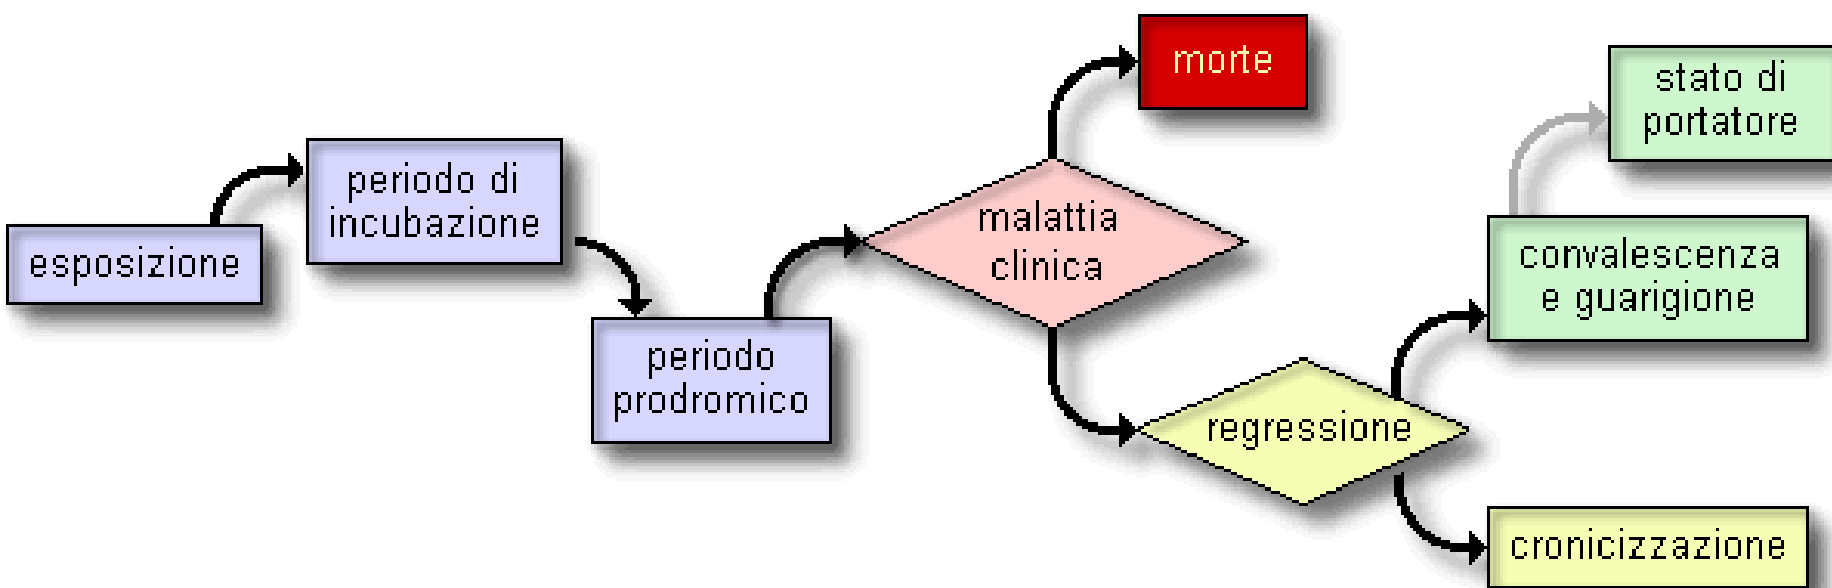 esposizione
periodo di
incubazione
periodo
prodromico
malattia
clinica
morte
regressione
convalescenza
e guarigione
stato di
portatore
cronicizzazione